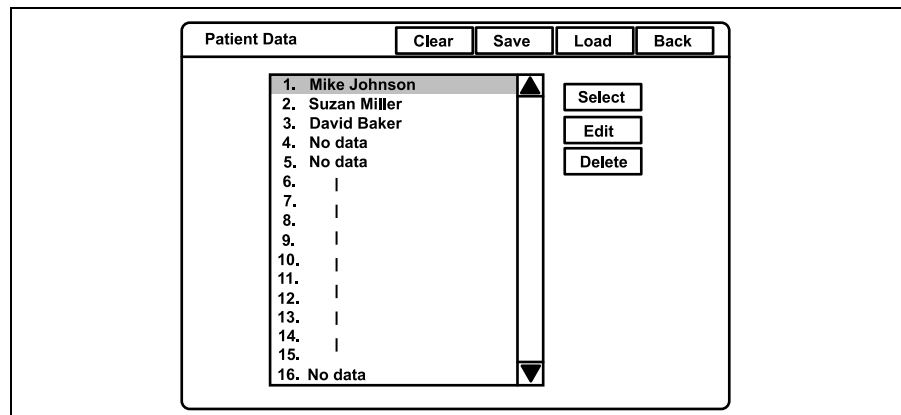 Patient Data Clear Save Load Back
1. Mike Johnson
2. Suzan Miller
3. David Baker
4. No data
5. No data
6.
7.
8.
9.
10.
11.
12.
13.
14.
15.
16. No data
Select
Edit
Delete